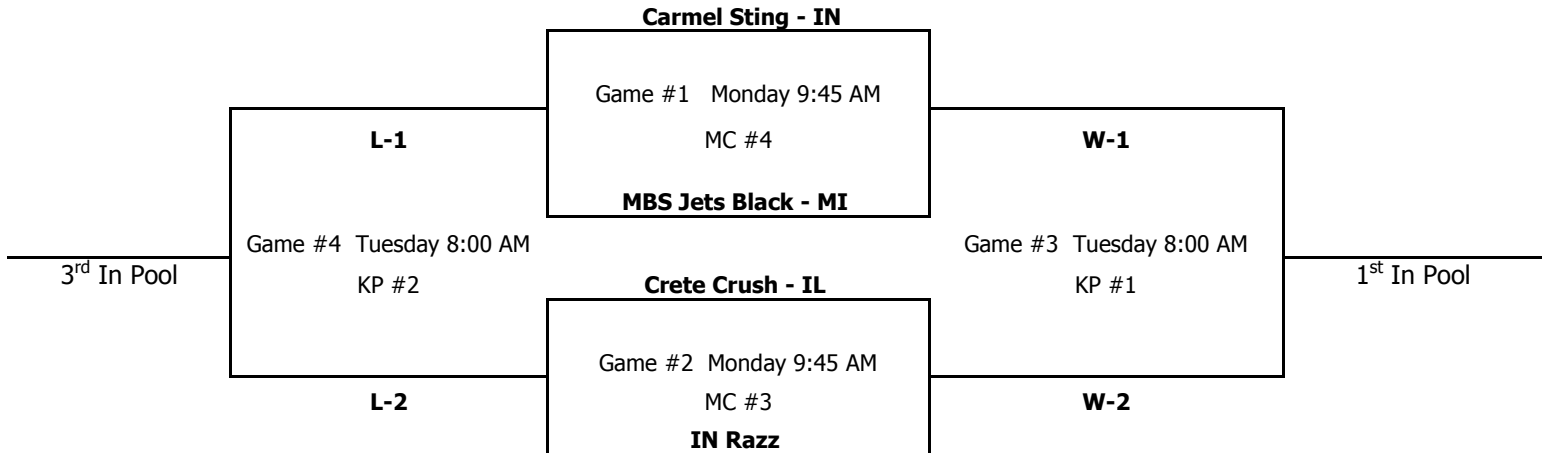 Carmel Sting - IN
Game #1 Monday 9:45 AM
L-1
MC #4
W-1
MBS Jets Black - MI
Game #4 Tuesday 8:00 AM
Game #3 Tuesday 8:00 AM
3rd In Pool
KP #2
Crete Crush - IL
KP #1
1st In Pool
Game #2 Monday 9:45 AM
L-2
MC #3
W-2
IN Razz